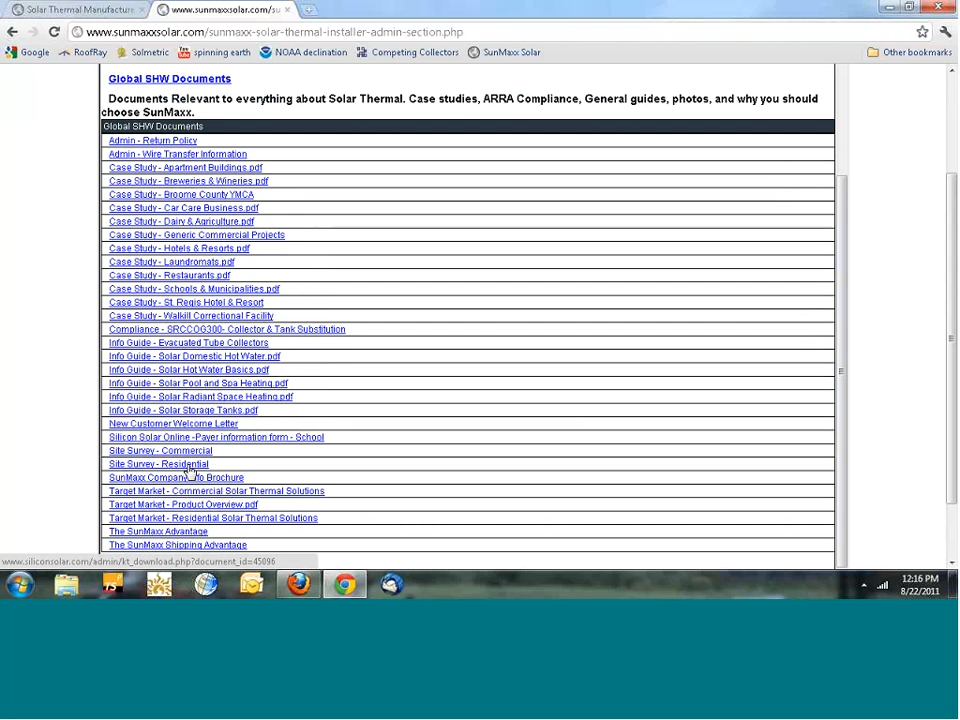 Solar Thermal Manufacture
www.sunmaxxsolar.com/su
www.sunmaxxsolar.com/sunmaxx-solar-thermal-installer-admin-section.php
Google RoofRay Solmetric spinning earth NOAA declination Competing Collectors SunMaxx Solar Other bookmarks
Global SHW Documents
Documents Relevant to everything about Solar Thermal. Case studies, ARRA Compliance, General guides, photos, and why you should
choose SunMaxx.
Global SHW Documents
Admin - Return Policy
Admin - Wire Transfer Information
Case Study - Apartment Buildings.pdf
Case Study - Breweries & Wineries.pdf
Case Study - Broome County YMCA
Case Study - Car Care Business.pdf
Case Study - Dairy & Agriculture.pdf
Case Study - Generic Commercial Projects
Case Study - Hotels & Resorts.pdf
Case Study - Laundromats.pdf
Case Study - Restaurants.pdf
Case Study - Schools & Municipalities.pdf
Case Study - St. Regis Hotel & Resort
Case Study - Walkill Correctional Facility
Compliance - SRCCOG300- Collector & Tank Substitution
Info Guide - Evacuated Tube Collectors
Info Guide - Solar Domestic Hot Water.pdf
Info Guide - Solar Hot Water Basics.pdf
Info Guide - Solar Pool and Spa Heating.pdf
Info Guide - Solar Radiant Space Heating.pdf
Info Guide - Solar Storage Tanks.pdf
New Customer Welcome Letter
Silicon Solar Online -Payer information form - School
Site Survey - Commercial
Site Survey - Residential
SunMaxx Company Info Brochure
Target Market - Commercial Solar Thermal Solutions
Target Market - Product Overview.pdf
Target Market - Residential Solar Themal Solutions
The SunMaxx Advantage
The SunMaxx Shipping Advantage
www.siliconsolar.com/admin/kt_download.php?document_id=45096
12:16 PM
8/22/2011